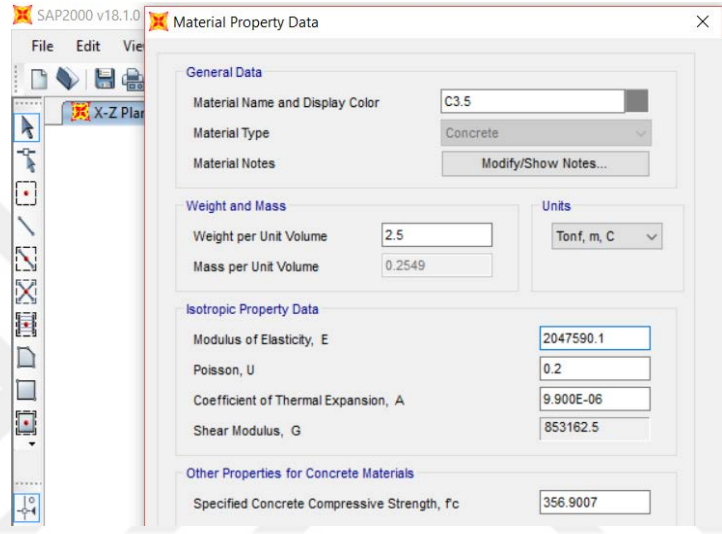 SAP2000 v18.1.0
Material Property Data
File Edit Vie
X-Z Plar
General Data
Material Name and Display Color C3.5
Material Type Concrete
Material Notes Modify/Show Notes...
Weight and Mass Units
Weight per Unit Volume 2.5 Tonf, m, C
Mass per Unit Volume 0.2549
Isotropic Property Data
Modulus of Elasticity, E 2047590.1
Poisson, U 0.2
Coefficient of Thermal Expansion, A 9.900E-06
Shear Modulus, G 853162.5
Other Properties for Concrete Materials
Specified Concrete Compressive Strength, f'c 356.9007